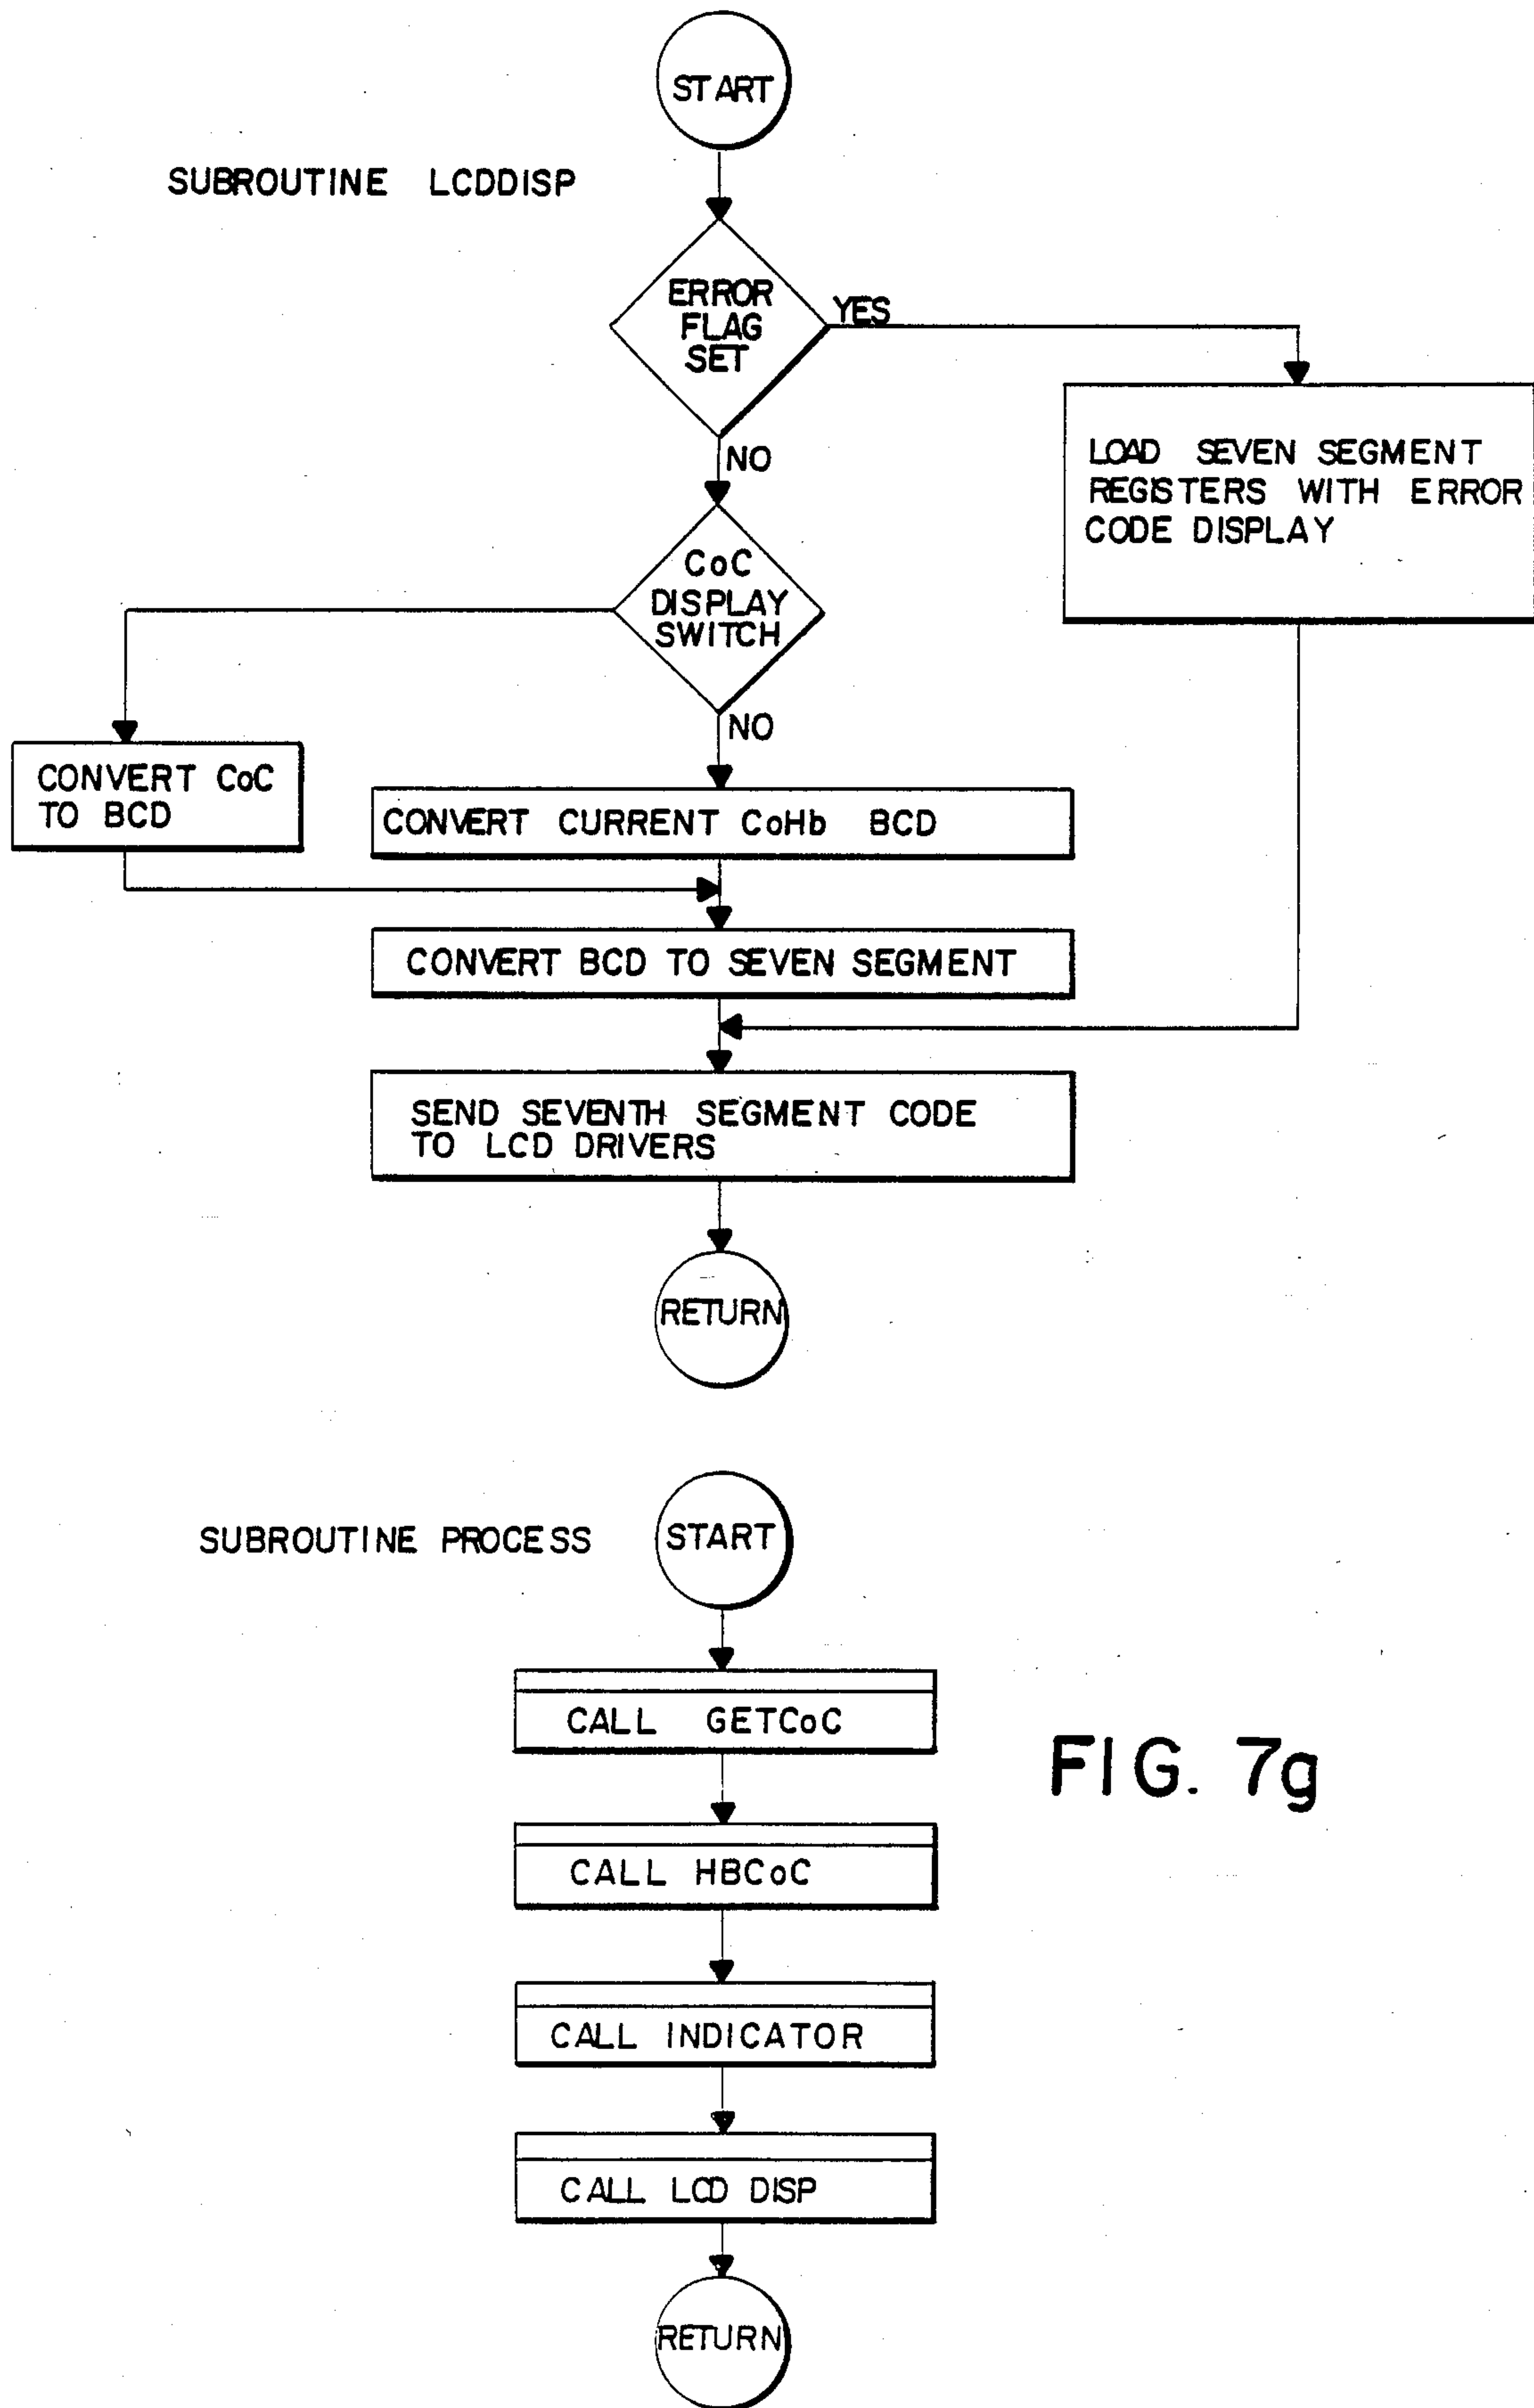 START
SUBROUTINE LCDDISP
ERROR
FLAG
SET
YES
NO
LOAD SEVEN SEGMENT
REGISTERS WITH ERROR
CODE DISPLAY
CoC
DISPLAY
SWITCH
NO
CONVERT CoC
TO BCD
CONVERT CURRENT CoHb BCD
CONVERT BCD TO SEVEN SEGMENT
SEND SEVENTH SEGMENT CODE
TO LCD DRIVERS
RETURN
SUBROUTINE PROCESS
START
CALL GETCoC
FIG. 7g
CALL HBCoC
CALL INDICATOR
CALL LCD DISP
RETURN